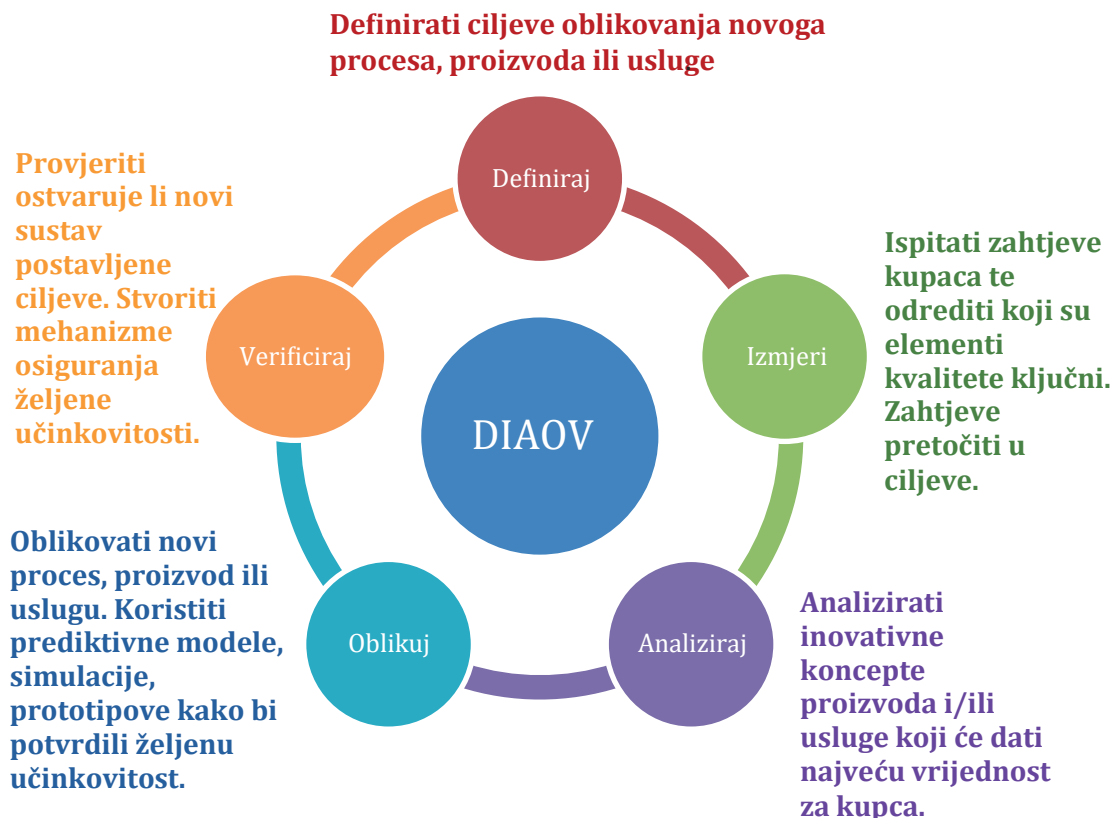 Definirati ciljeve oblikovanja novoga
procesa, proizvoda ili usluge
Definiraj
Ispitati zahtjeve
kupaca te
odrediti koji su
elementi
kvalitete ključni.
Zahtjeve
pretočiti u
ciljeve.
Izmjeri
Analizirati
inovativne
koncepte
proizvoda i/ili
usluge koji će dati
najveću vrijednost
za kupca.
Analiziraj
Oblikovati novi
proces, proizvod ili
uslugu. Koristiti
prediktivne modele,
simulacije,
prototipove kako bi
potvrdili željenu
učinkovitost.
Oblikuj
Provjeriti
ostvaruje li novi
sustav
postavljene
ciljeve. Stvoriti
mehanizme
osiguranja
željene
učinkovitosti.
Verificiraj
DIAOV